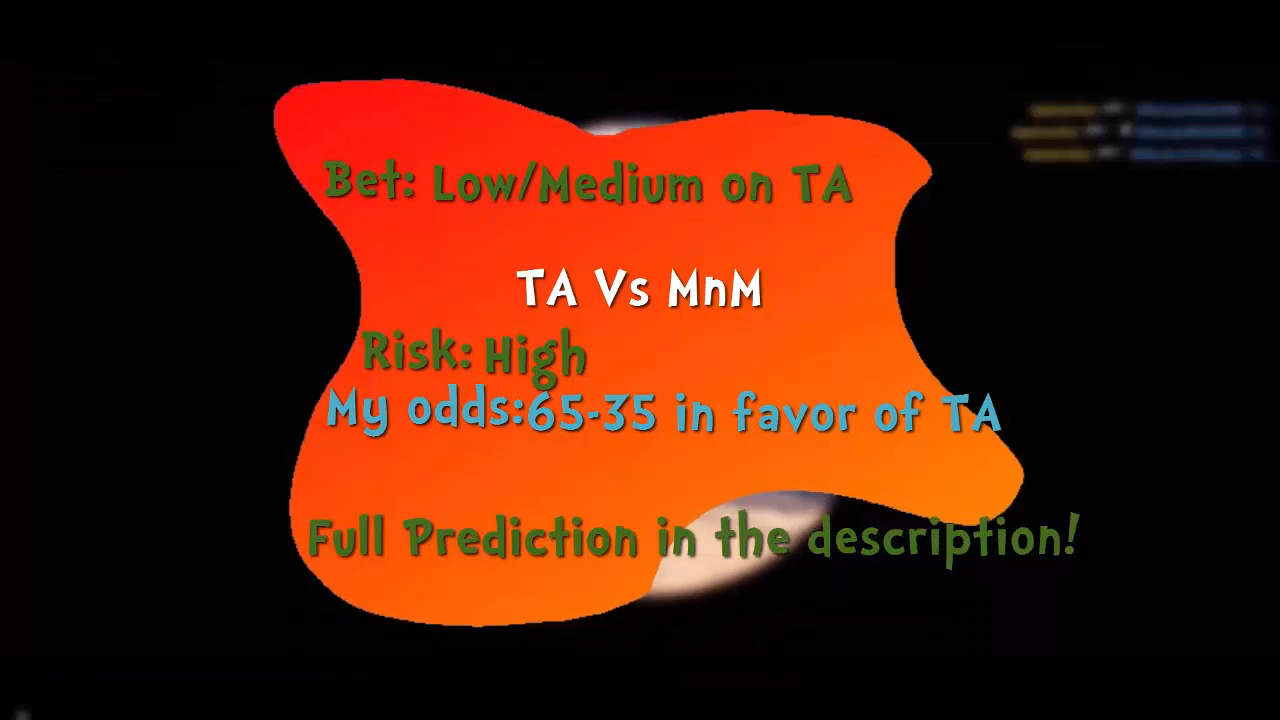 Bet: Low/Medium on TA
TA Vs MnM
Risk: High
My odds:65-35 in favor of TA
Full Prediction in the description!